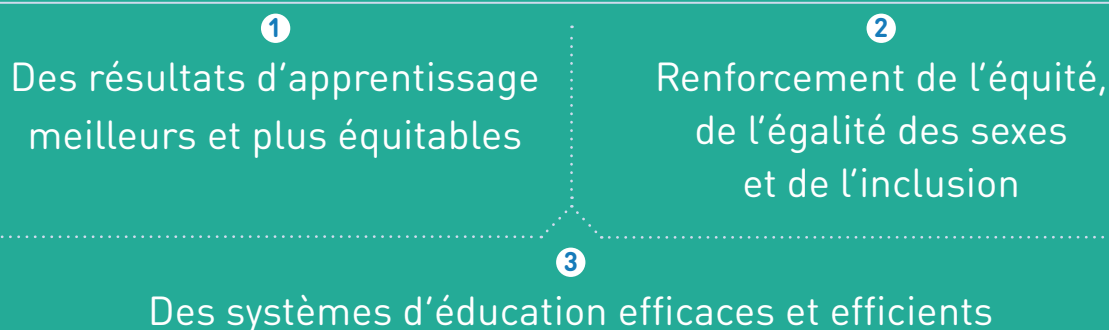 1
Des résultats d'apprentissage
meilleurs et plus équitables
2
Renforcement de l'équité,
de l'égalité des sexes
et de l'inclusion
3
Des systèmes d'éducation efficaces et efficients